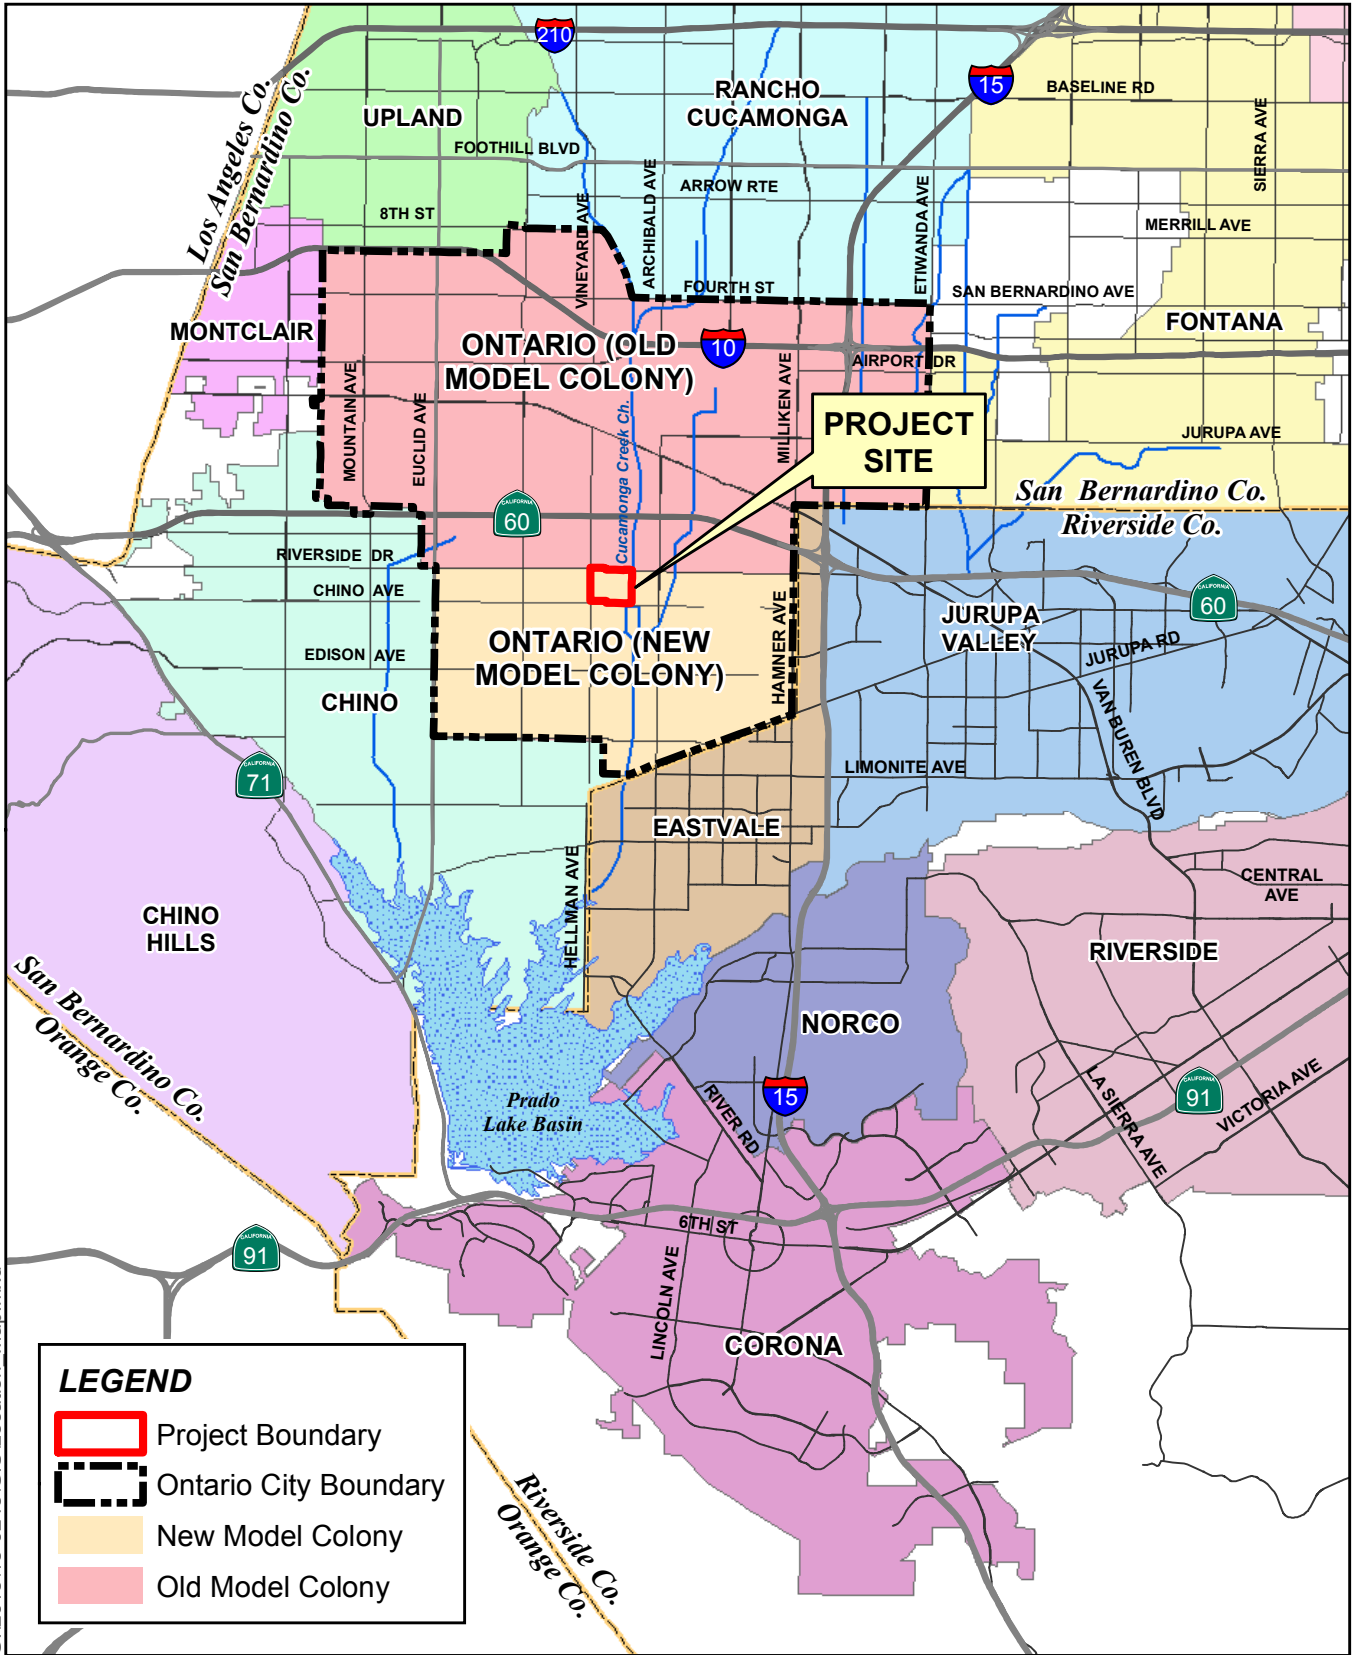 210
Los Angeles Co.
San Bernardino Co.
UPLAND
RANCHO
CUCAMONGA
15
BASELINE RD
SIERRA AVE
FOOTHILL BLVD
ARROW RTE
8TH ST
VINEYARD AVE
ARCHIBALD AVE
ETIWANDA AVE
MERRILL AVE
FOURTH ST
SAN BERNARDINO AVE
MONTCLAIR
ONTARIO (OLD
MODEL COLONY)
10
AIRPORT DR
FONTANA
MOUNTAIN AVE
EUCLID AVE
Cucamonga Creek Ch.
MILLIKEN AVE
PROJECT
SITE
JURUPA AVE
San Bernardino Co.
Riverside Co.
CALIFORNIA
60
RIVERSIDE DR
CHINO AVE
EDISON AVE
CHINO
ONTARIO (NEW
MODEL COLONY)
HAMNER AVE
JURUPA
VALLEY
CALIFORNIA
60
JURUPA RD
VAN BUREN BLVD
CALIFORNIA
71
LIMONITE AVE
EASTVALE
HELLMAN AVE
CENTRAL
AVE
CHINO
HILLS
RIVERSIDE
San Bernardino Co.
Orange Co.
NORCO
Prado
Lake Basin
RIVER RD
15
LA SIERRA AVE
CALIFORNIA
91
VICTORIA AVE
CALIFORNIA
91
6TH ST
LINCOLN AVE
CORONA
Riverside Co.
Orange Co.
LEGEND
Project Boundary
Ontario City Boundary
New Model Colony
Old Model Colony